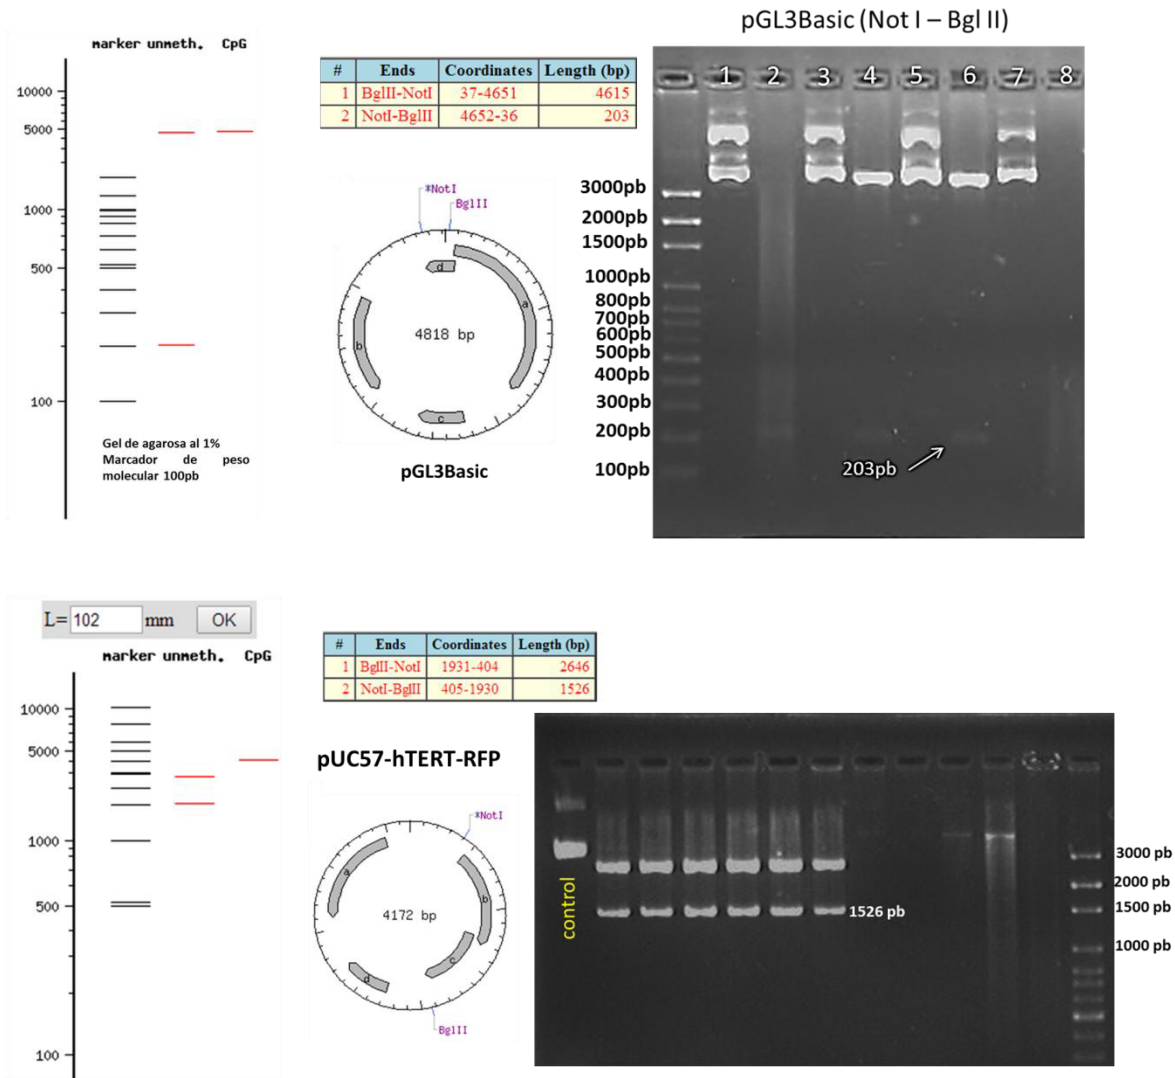 pGL3Basic (Not I – Bgl II)
marker unmeth. CpG
10000
5000
1000
500
100
Gel de agarosa al 1%
Marcador de peso
molecular 100pb
# Ends Coordinates Length (bp)
1 BglII-NotI 37-4651 4615
2 NotI-BglII 4652-36 203
*NotI
BglII
d
a
b
c
4818 bp
pGL3Basic
1 2 3 4 5 6 7 8
3000pb
2000pb
1500pb
1000pb
800pb
700pb
600pb
500pb
400pb
300pb
200pb
100pb
203pb
L= 102 mm OK
marker unmeth. CpG
10000
5000
1000
500
100
# Ends Coordinates Length (bp)
1 BglII-NotI 1931-404 2646
2 NotI-BglII 405-1930 1526
pUC57-hTERT-RFP
*NotI
a
b
4172 bp
c
d
BglII
control
1526 pb
3000 pb
2000 pb
1500 pb
1000 pb